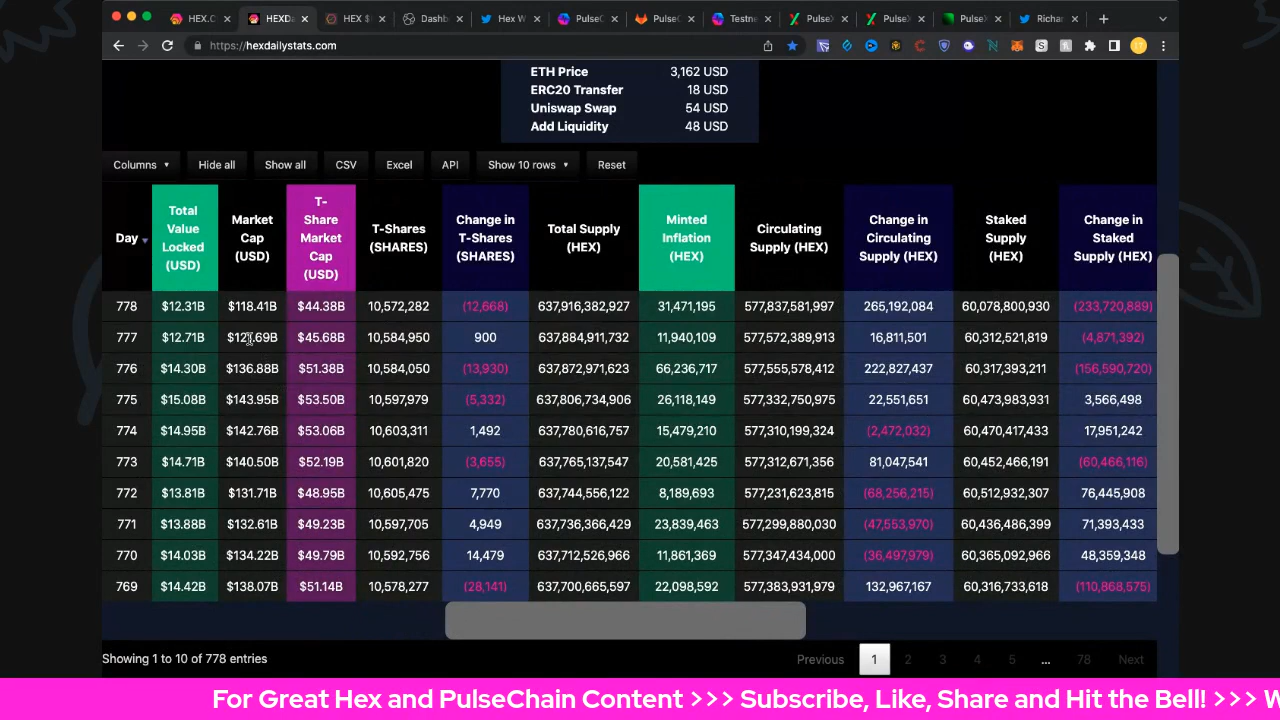 HEX.C
HEXDa
HEX $
Dashb
Hex W
PulseC
PulseC
Testne
PulseX
PulseX
PulseX
Richar
https://hexdailystats.com
ETH Price 3,162 USD
ERC20 Transfer 18 USD
Uniswap Swap 54 USD
Add Liquidity 48 USD
Columns Hide all Show all CSV Excel API Show 10 rows Reset
Day
Total Value Locked (USD)
Market Cap (USD)
T-Share Market Cap (USD)
T-Shares (SHARES)
Change in T-Shares (SHARES)
Total Supply (HEX)
Minted Inflation (HEX)
Circulating Supply (HEX)
Change in Circulating Supply (HEX)
Staked Supply (HEX)
Change in Staked Supply (HEX)
778 $12.31B $118.41B $44.38B 10,572,282 (12,668) 637,916,382,927 31,471,195 577,837,581,997 265,192,084 60,078,800,930 (233,720,889)
777 $12.71B $45.68B 10,584,950 900 637,884,911,732 11,940,109 577,572,389,913 16,811,501 60,312,521,819 (4,871,392)
776 $14.30B $136.88B $51.38B 10,584,050 (13,930) 637,872,971,623 66,236,717 577,555,578,412 222,827,437 60,317,393,211 (156,590,720)
775 $15.08B $143.95B $53.50B 10,597,979 (5,332) 637,806,734,906 26,118,149 577,332,750,975 22,551,651 60,473,983,931 3,566,498
774 $14.95B $142.76B $53.06B 10,603,311 1,492 637,780,616,757 15,479,210 577,310,199,324 (2,472,032) 60,470,417,433 17,951,242
773 $14.71B $140.50B $52.19B 10,601,820 (3,655) 637,765,137,547 20,581,425 577,312,671,356 81,047,541 60,452,466,191 (60,466,116)
772 $13.81B $131.71B $48.95B 10,605,475 7,770 637,744,556,122 8,189,693 577,231,623,815 (68,256,215) 60,512,932,307 76,445,908
771 $13.88B $132.61B $49.23B 10,597,705 4,949 637,736,366,429 23,839,463 577,299,880,030 (47,553,970) 60,436,486,399 71,393,433
770 $14.03B $134.22B $49.79B 10,592,756 14,479 637,712,526,966 11,861,369 577,347,434,000 (36,497,979) 60,365,092,966 48,359,348
769 $14.42B $138.07B $51.14B 10,578,277 (28,141) 637,700,665,597 22,098,592 577,383,931,979 132,967,167 60,316,733,618 (110,868,575)
Showing 1 to 10 of 778 entries
Previous 1 2 3 4 5 ... 78 Next
For Great Hex and PulseChain Content >>> Subscribe, Like, Share and Hit the Bell! >>> W